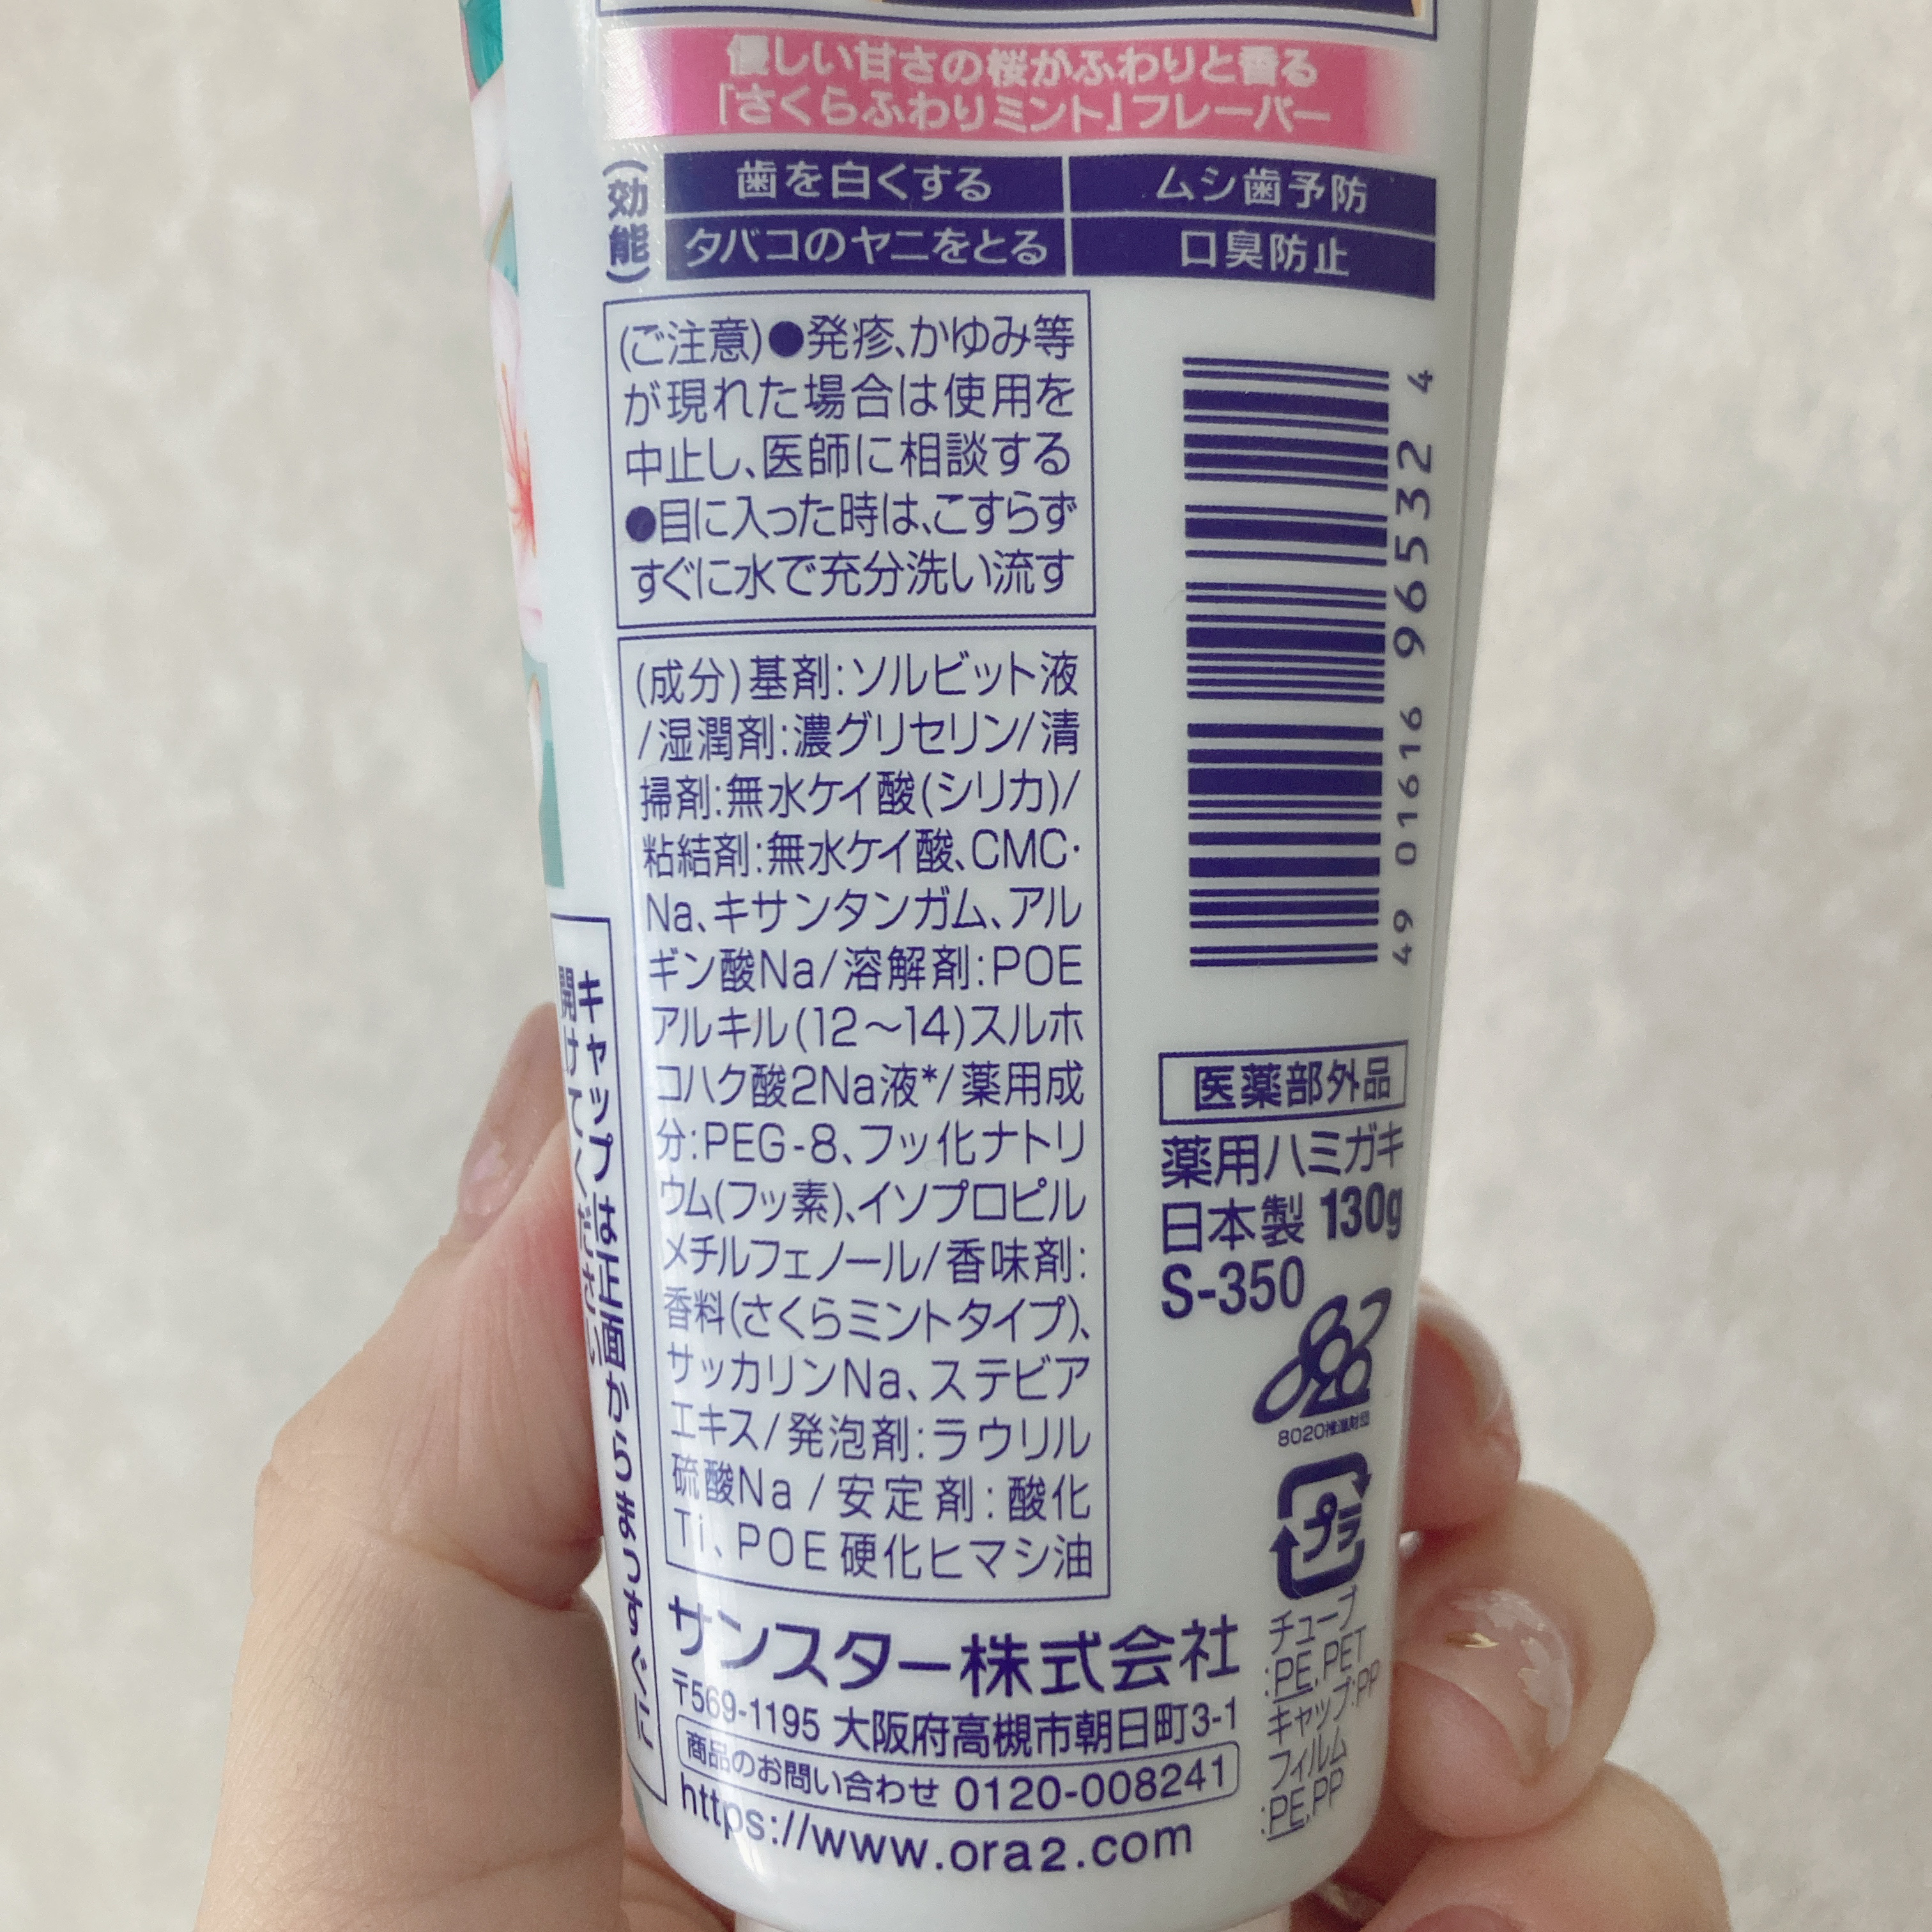 優しい甘さの桜がふわりと香る
「さくらふわりミント」フレーバー
(効能)
歯を白くする
ムシ歯予防
タバコのヤニをとる
口臭防止
(ご注意)●発疹、かゆみ等
が現れた場合は使用を
中止し、医師に相談する
●目に入った時は、こすらず
すぐに水で充分洗い流す
(成分)基剤:ソルビット液
/湿潤剤:濃グリセリン/清
掃剤:無水ケイ酸(シリカ)/
粘結剤:無水ケイ酸、CMC・
Na、キサンタンガム、アル
ギン酸Na/溶解剤:POE
アルキル(12～14)スルホ
コハク酸2Na液*/薬用成
分:PEG-8、フッ化ナトリ
ウム(フッ素)、イソプロピル
メチルフェノール/香味剤:
香料(さくらミントタイプ)、
サッカリンNa、ステビア
エキス/発泡剤:ラウリル
硫酸Na/安定剤:酸化
Ti、POE硬化ヒマシ油
サンスター株式会社
〒569-1195 大阪府高槻市朝日町3-1
商品のお問い合わせ 0120-008241
https://www.ora2.com
キャップは正面からまっすぐに
開けてください
49 01616 96532 4
医薬部外品
薬用ハミガキ
日本製 130g
S-350
8020
8020推進財団
プラ
チューブ
:PE,PET
キャップ:PP
フィルム
:PE,PP